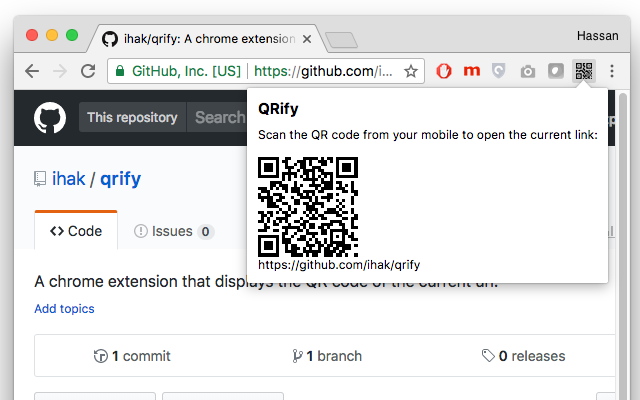 ihak/qrify: A chrome extension
Hassan
GitHub, Inc. [US] | https://github.com/i...
This repository
Search
QRify
Scan the QR code from your mobile to open the current link:
https://github.com/ihak/qrify
ihak / qrify
Code
Issues 0
A chrome extension that displays the QR code of the current url.
Add topics
1 commit
1 branch
0 releases